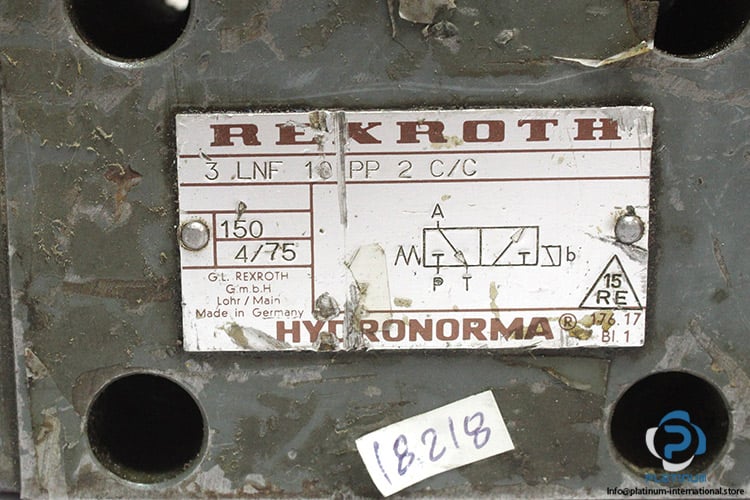 REXROTH
3 LNF 10 PP 2 C/C
P
150
4/75
A
T T b
P T
G.L. REXROTH
G.m.b.H
Lohr/Main
Made in Germany
15
RE
HYDRONORMA®
176.17
Bl. 1
18.218
P
PLATINUM
Info@platinum-international.store